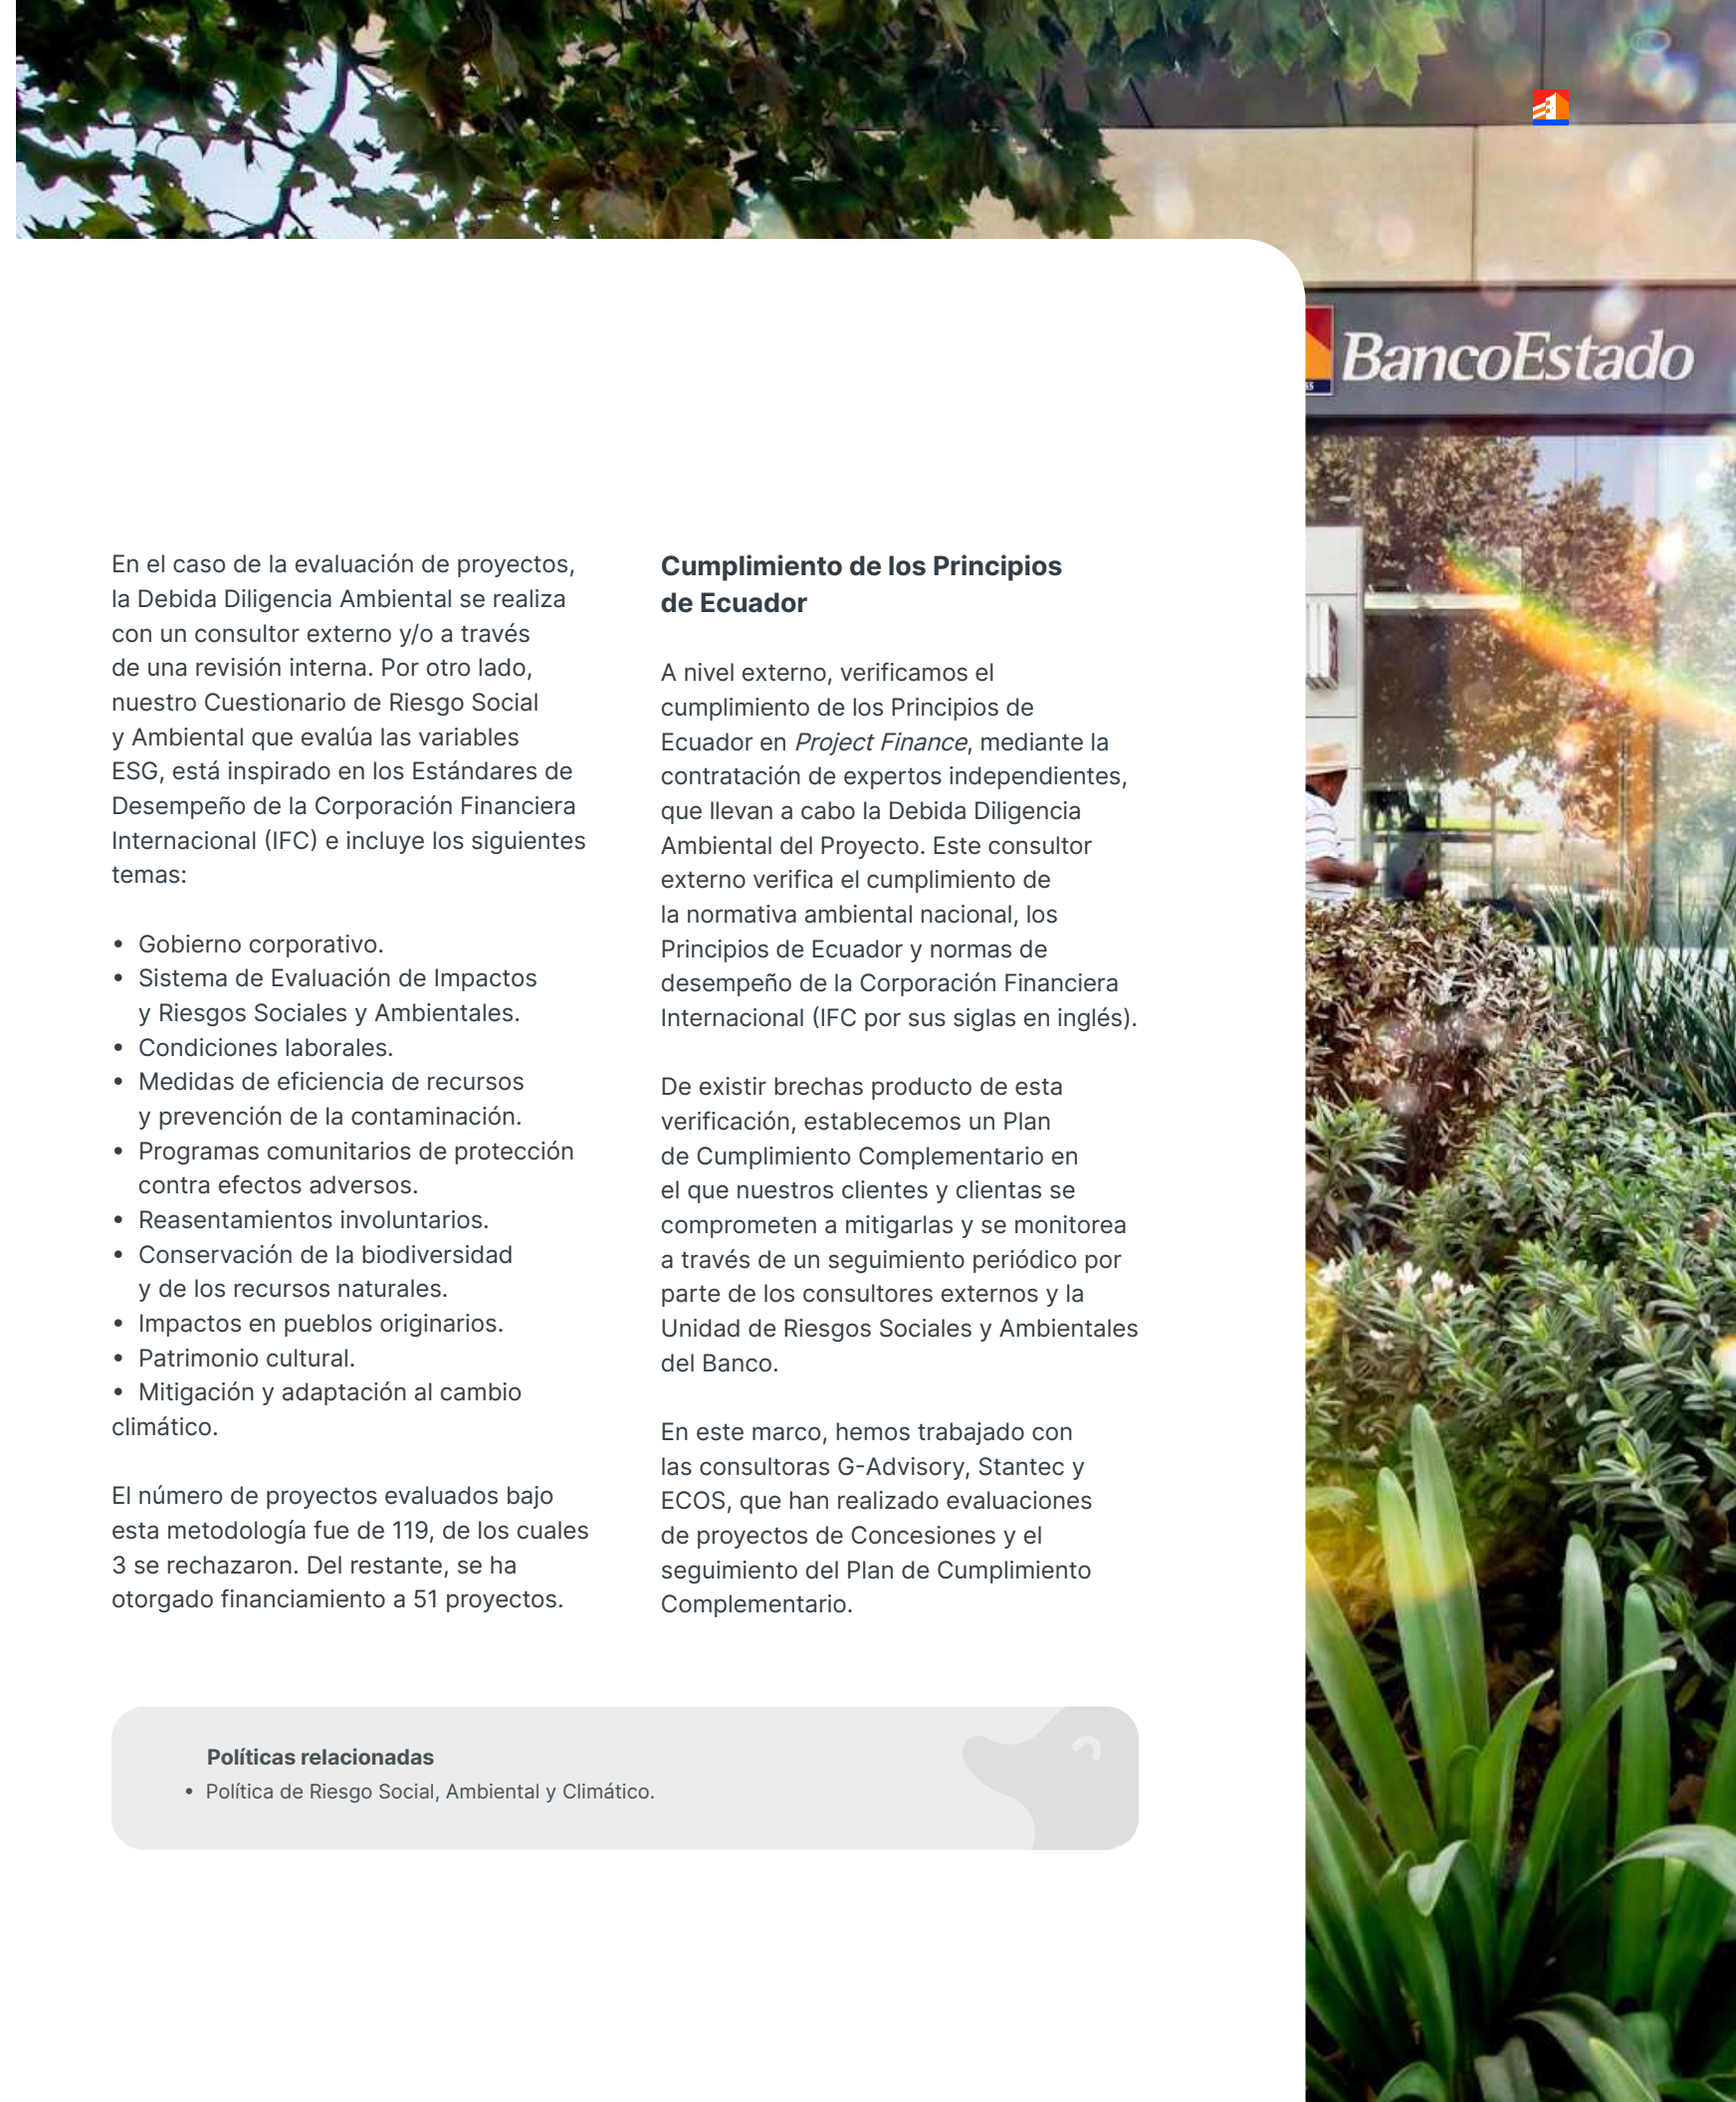 BancoEstado
En el caso de la evaluación de proyectos,
la Debida Diligencia Ambiental se realiza
con un consultor externo y/o a través
de una revisión interna. Por otro lado,
nuestro Cuestionario de Riesgo Social
y Ambiental que evalúa las variables
ESG, está inspirado en los Estándares de
Desempeño de la Corporación Financiera
Internacional (IFC) e incluye los siguientes
temas:
• Gobierno corporativo.
• Sistema de Evaluación de Impactos
y Riesgos Sociales y Ambientales.
• Condiciones laborales.
• Medidas de eficiencia de recursos
y prevención de la contaminación.
• Programas comunitarios de protección
contra efectos adversos.
• Reasentamientos involuntarios.
• Conservación de la biodiversidad
y de los recursos naturales.
• Impactos en pueblos originarios.
• Patrimonio cultural.
• Mitigación y adaptación al cambio
climático.
El número de proyectos evaluados bajo
esta metodología fue de 119, de los cuales
3 se rechazaron. Del restante, se ha
otorgado financiamiento a 51 proyectos.
Cumplimiento de los Principios
de Ecuador
A nivel externo, verificamos el
cumplimiento de los Principios de
Ecuador en Project Finance, mediante la
contratación de expertos independientes,
que llevan a cabo la Debida Diligencia
Ambiental del Proyecto. Este consultor
externo verifica el cumplimiento de
la normativa ambiental nacional, los
Principios de Ecuador y normas de
desempeño de la Corporación Financiera
Internacional (IFC por sus siglas en inglés).
De existir brechas producto de esta
verificación, establecemos un Plan
de Cumplimiento Complementario en
el que nuestros clientes y clientas se
comprometen a mitigarlas y se monitorea
a través de un seguimiento periódico por
parte de los consultores externos y la
Unidad de Riesgos Sociales y Ambientales
del Banco.
En este marco, hemos trabajado con
las consultoras G-Advisory, Stantec y
ECOS, que han realizado evaluaciones
de proyectos de Concesiones y el
seguimiento del Plan de Cumplimiento
Complementario.
Políticas relacionadas
• Política de Riesgo Social, Ambiental y Climático.